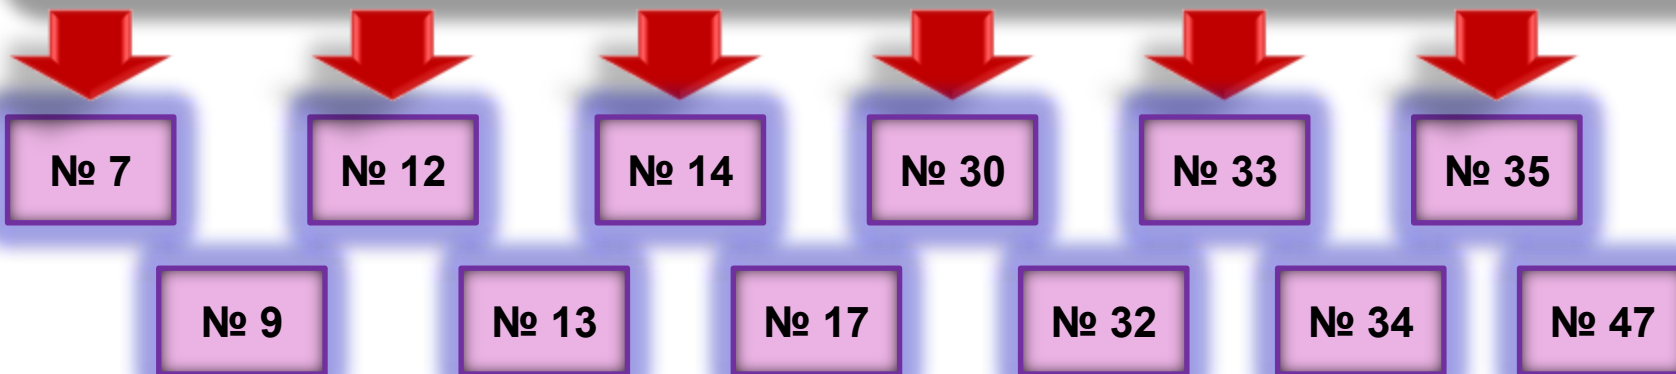 № 7 № 12 № 14 № 30 № 33 № 35
№ 9 № 13 № 17 № 32 № 34 № 47